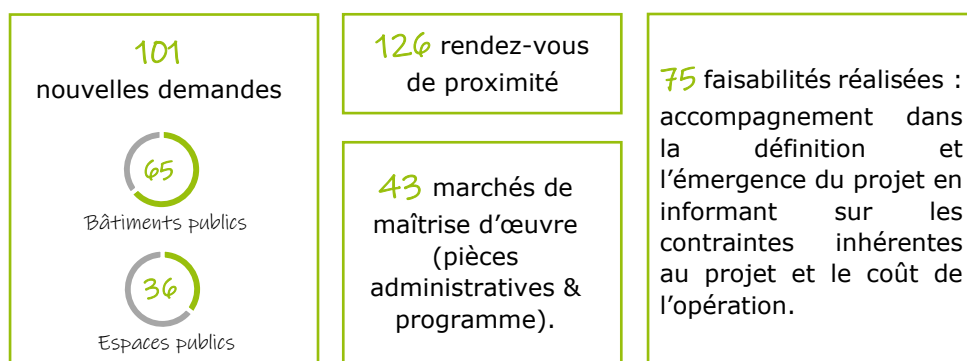 101
nouvelles demandes
65
Bâtiments publics
36
Espaces publics
126 rendez-vous
de proximité
43 marchés de
maîtrise d’œuvre
(pièces
administratives &
programme).
75 faisabilités réalisées :
accompagnement dans
la définition et
l’émergence du projet en
informant sur les
contraintes inhérentes
au projet et le coût de
l’opération.